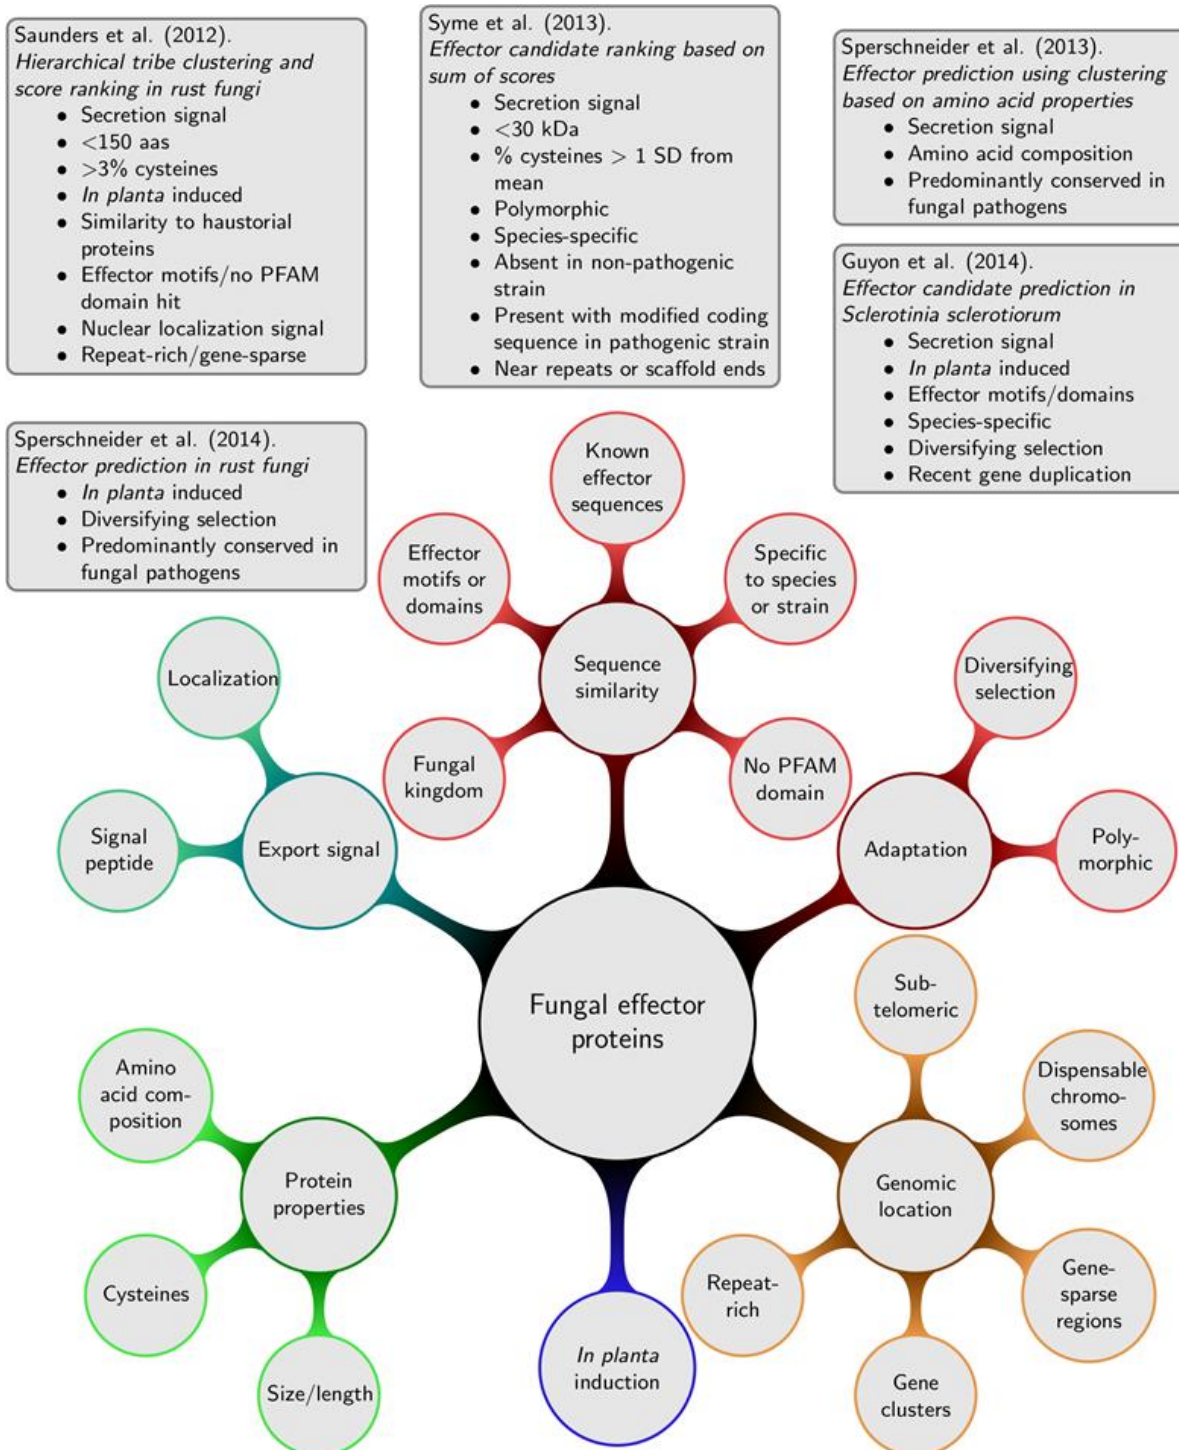 Saunders et al. (2012).
Hierarchical tribe clustering and
score ranking in rust fungi
• Secretion signal
• <150 aas
• >3% cysteines
• In planta induced
• Similarity to haustorial
proteins
• Effector motifs/no PFAM
domain hit
• Nuclear localization signal
• Repeat-rich/gene-sparse
Syme et al. (2013).
Effector candidate ranking based on
sum of scores
• Secretion signal
• <30 kDa
• % cysteines > 1 SD from
mean
• Polymorphic
• Species-specific
• Absent in non-pathogenic
strain
• Present with modified coding
sequence in pathogenic strain
• Near repeats or scaffold ends
Sperschneider et al. (2013).
Effector prediction using clustering
based on amino acid properties
• Secretion signal
• Amino acid composition
• Predominantly conserved in
fungal pathogens
Guyon et al. (2014).
Effector candidate prediction in
Sclerotinia sclerotiorum
• Secretion signal
• In planta induced
• Effector motifs/domains
• Species-specific
• Diversifying selection
• Recent gene duplication
Sperschneider et al. (2014).
Effector prediction in rust fungi
• In planta induced
• Diversifying selection
• Predominantly conserved in
fungal pathogens
Known
effector
sequences
Effector
motifs or
domains
Specific
to species
or strain
Sequence
similarity
Fungal
kingdom
No PFAM
domain
Localization
Signal
peptide
Export signal
Diversifying
selection
Adaptation
Poly-
morphic
Fungal effector
proteins
Sub-
telomeric
Dispensable
chromo-
somes
Genomic
location
Gene-
sparse
regions
Repeat-
rich
Gene
clusters
Amino
acid com-
position
Protein
properties
Cysteines
Size/length
In planta
induction